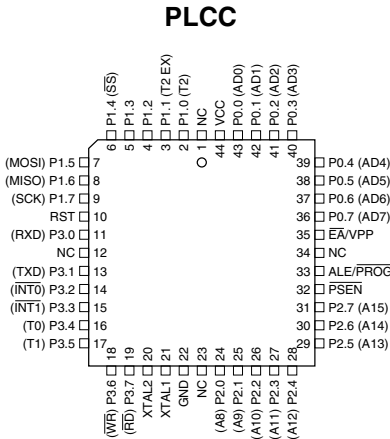 PLCC
P1.4 (SS)
P1.3
P1.2
P1.1 (T2 EX)
P1.0 (T2)
NC
VCC
P0.0 (AD0)
P0.1 (AD1)
P0.2 (AD2)
P0.3 (AD3)
6
5
4
3
2
1
44
43
42
41
40
(MOSI) P1.5 7
(MISO) P1.6 8
(SCK) P1.7 9
RST 10
(RXD) P3.0 11
NC 12
(TXD) P3.1 13
(INT0) P3.2 14
(INT1) P3.3 15
(T0) P3.4 16
(T1) P3.5 17
39 P0.4 (AD4)
38 P0.5 (AD5)
37 P0.6 (AD6)
36 P0.7 (AD7)
35 EA/VPP
34 NC
33 ALE/PROG
32 PSEN
31 P2.7 (A15)
30 P2.6 (A14)
29 P2.5 (A13)
18
19
20
21
22
23
24
25
26
27
28
(WR) P3.6
(RD) P3.7
XTAL2
XTAL1
GND
NC
(A8) P2.0
(A9) P2.1
(A10) P2.2
(A11) P2.3
(A12) P2.4